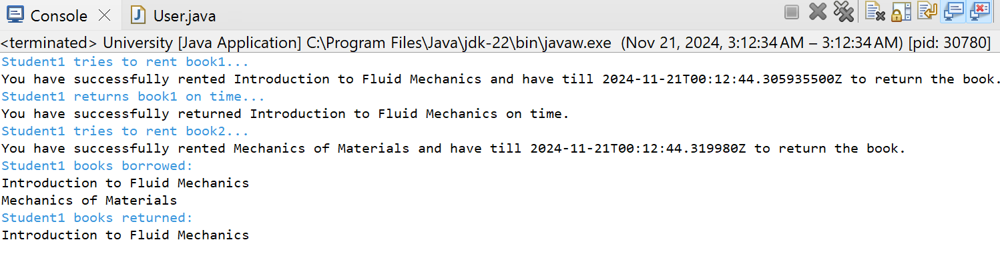 Console User.java
<terminated> University [Java Application] C:\Program Files\Java\jdk-22\bin\javaw.exe (Nov 21, 2024, 3:12:34 AM – 3:12:34 AM) [pid: 30780]
Student1 tries to rent book1...
You have successfully rented Introduction to Fluid Mechanics and have till 2024-11-21T00:12:44.305935500Z to return the book.
Student1 returns book1 on time...
You have successfully returned Introduction to Fluid Mechanics on time.
Student1 tries to rent book2...
You have successfully rented Mechanics of Materials and have till 2024-11-21T00:12:44.319980Z to return the book.
Student1 books borrowed:
Introduction to Fluid Mechanics
Mechanics of Materials
Student1 books returned:
Introduction to Fluid Mechanics